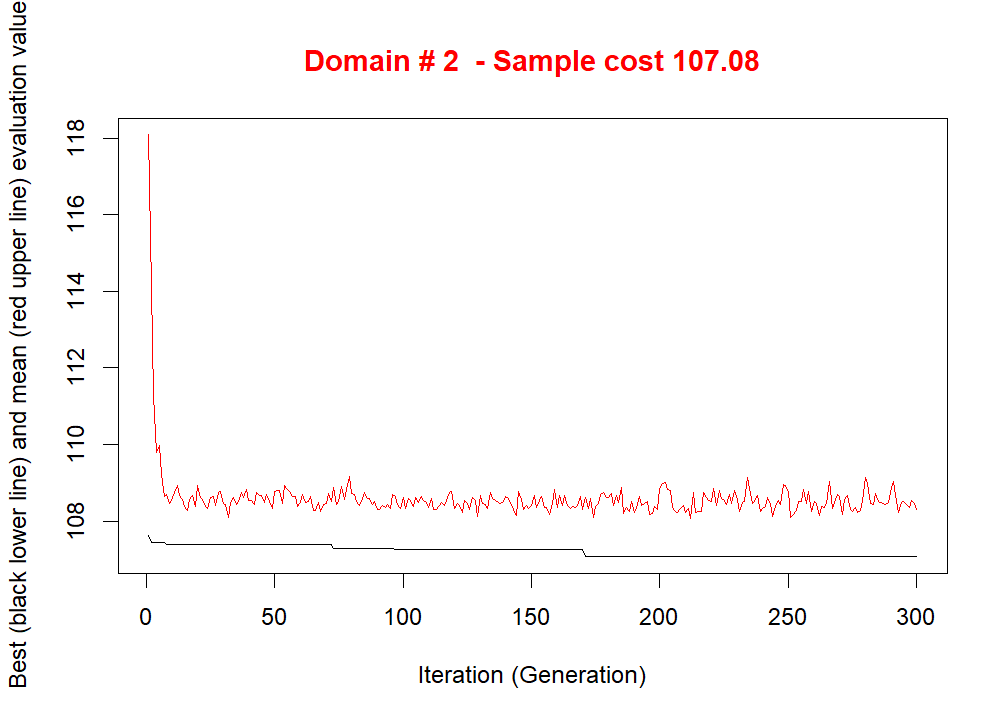 Domain # 2  - Sample cost 107.08
Best (black lower line) and mean (red upper line) evaluation value
118
116
114
112
110
108
0 50 100 150 200 250 300
Iteration (Generation)